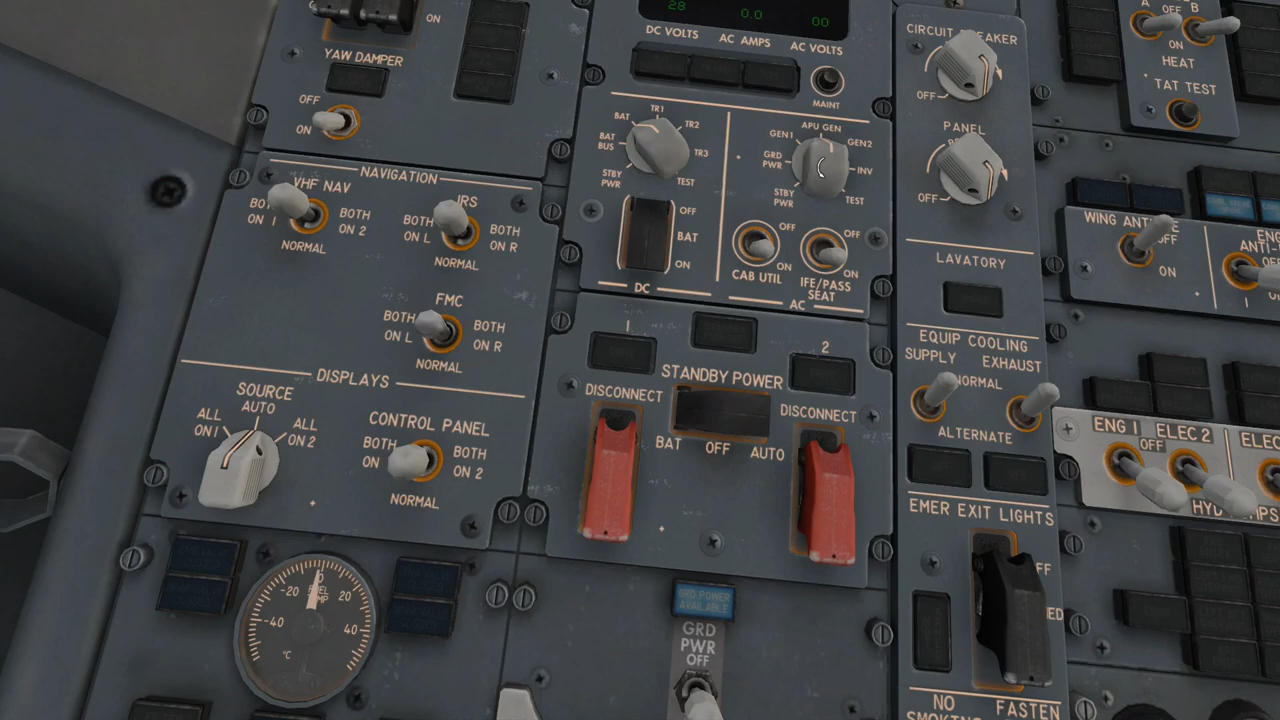 ON
YAW DAMPER
OFF
ON
28
0.0
00
DC VOLTS
AC AMPS
AC VOLTS
MAINT
BAT
TR1
TR2
TR3
BAT
BUS
STBY
PWR
TEST
OFF
BAT
ON
DC
GEN1
APU GEN
GEN2
GRD
PWR
INV
STBY
PWR
TEST
OFF
ON
CAB UTIL
OFF
ON
IFE/PASS
SEAT
AC
NAVIGATION
VHF NAV
ON 1
BOTH
ON 2
NORMAL
IRS
BOTH
ON L
BOTH
ON R
NORMAL
FMC
BOTH
ON L
BOTH
ON R
NORMAL
DISPLAYS
SOURCE
AUTO
ALL
ON 1
ALL
ON 2
CONTROL PANEL
BOTH
ON
BOTH
ON 2
NORMAL
1
2
STANDBY POWER
DISCONNECT
DISCONNECT
BAT
OFF
AUTO
-20
0
20
-40
40
°C
GRD POWER
AVAILABLE
GRD
PWR
OFF
CIRCUIT
OFF
PANEL
OFF
LAVATORY
EQUIP COOLING
SUPPLY
EXHAUST
NORMAL
ALTERNATE
EMER EXIT LIGHTS
NO
SMOKING
FASTEN
A
B
ON
HEAT
TAT TEST
WING
ON
OFF
1
ENG 1
ELEC 2
OFF